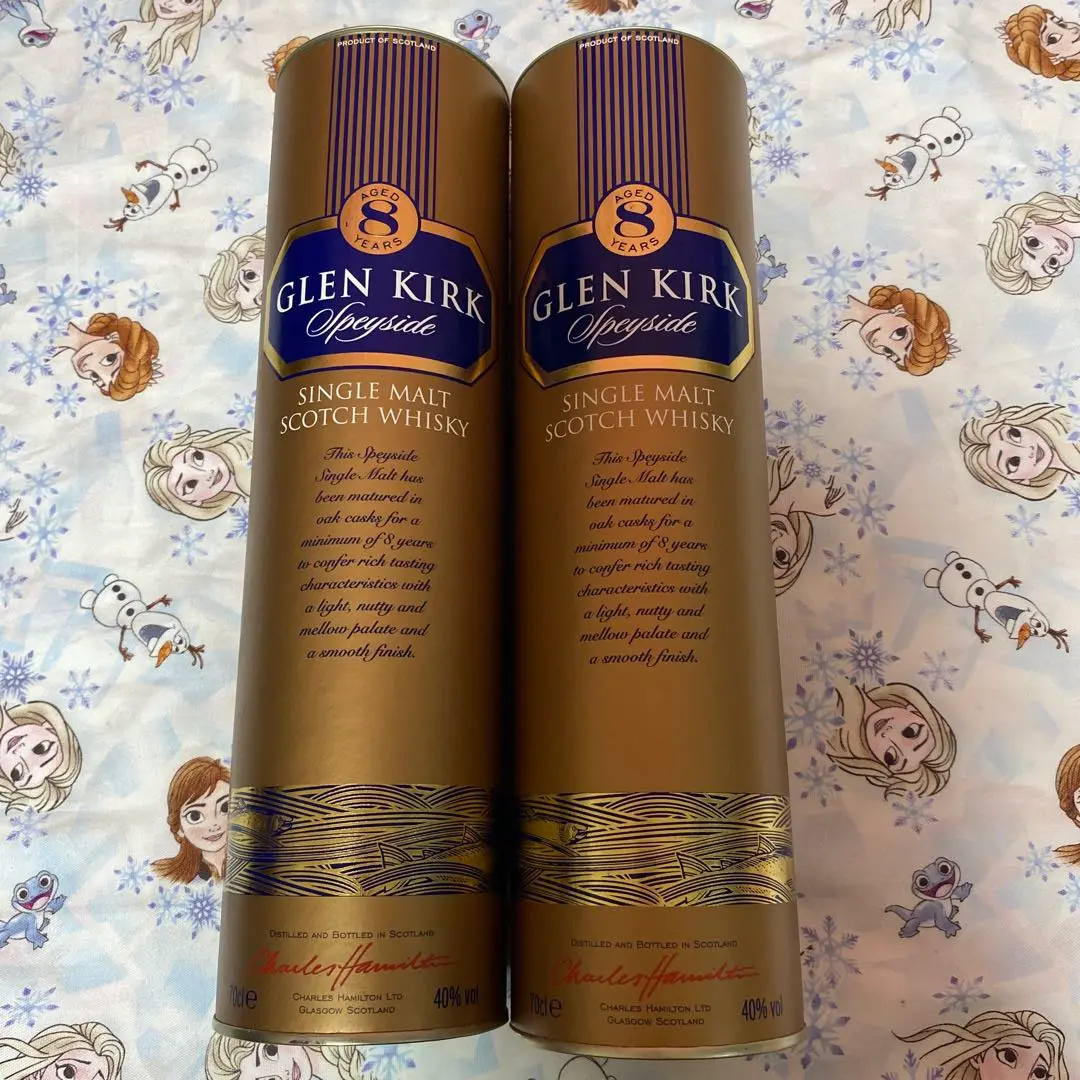 PRODUCT OF SCOTLAND
AGED
8
YEARS
GLEN KIRK
Speyside
SINGLE MALT
SCOTCH WHISKY
This Speyside
Single Malt has
been matured in
oak casks for a
minimum of 8 years
to confer rich tasting
characteristics with
a light, nutty and
mellow palate and
a smooth finish.
DISTILLED AND BOTTLED IN SCOTLAND
Charles Hamilton
70cl e
CHARLES HAMILTON LTD
GLASGOW SCOTLAND
40% vol
PRODUCT OF SCOTLAND
AGED
8
YEARS
GLEN KIRK
Speyside
SINGLE MALT
SCOTCH WHISKY
This Speyside
Single Malt has
been matured in
oak casks for a
minimum of 8 years
to confer rich tasting
characteristics with
a light, nutty and
mellow palate and
a smooth finish.
DISTILLED AND BOTTLED IN SCOTLAND
Charles Hamilton
70cl e
CHARLES HAMILTON LTD
GLASGOW SCOTLAND
40% vol